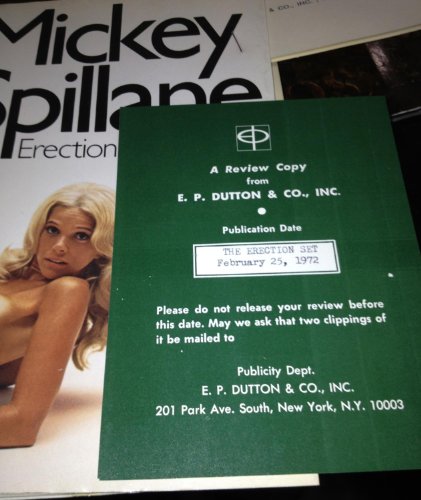 Mickey
Spillane
Erection
& CO., INC.
A Review Copy
from
E. P. DUTTON & CO., INC.
Publication Date
THE ERECTION SET
February 25, 1972
Please do not release your review before
this date. May we ask that two clippings of
it be mailed to
Publicity Dept.
E. P. DUTTON & CO., INC.
201 Park Ave. South, New York, N.Y. 10003